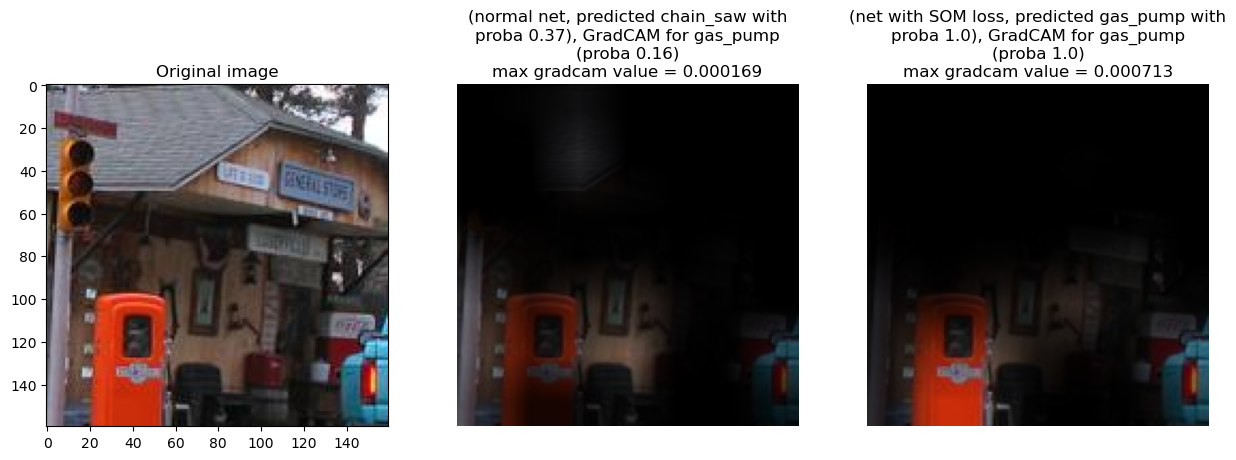 Original image
(normal net, predicted chain_saw with
proba 0.37), GradCAM for gas_pump
(proba 0.16)
max gradcam value = 0.000169
(net with SOM loss, predicted gas_pump with
proba 1.0), GradCAM for gas_pump
(proba 1.0)
max gradcam value = 0.000713
0
20
40
60
80
100
120
140
0 20 40 60 80 100 120 140
LIFE IS GOOD
GENERAL STORE